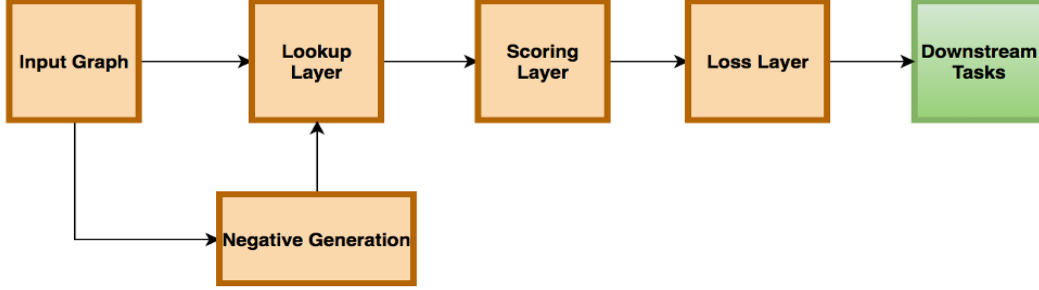 Input Graph
Lookup
Layer
Scoring
Layer
Loss Layer
Downstream
Tasks
Negative Generation